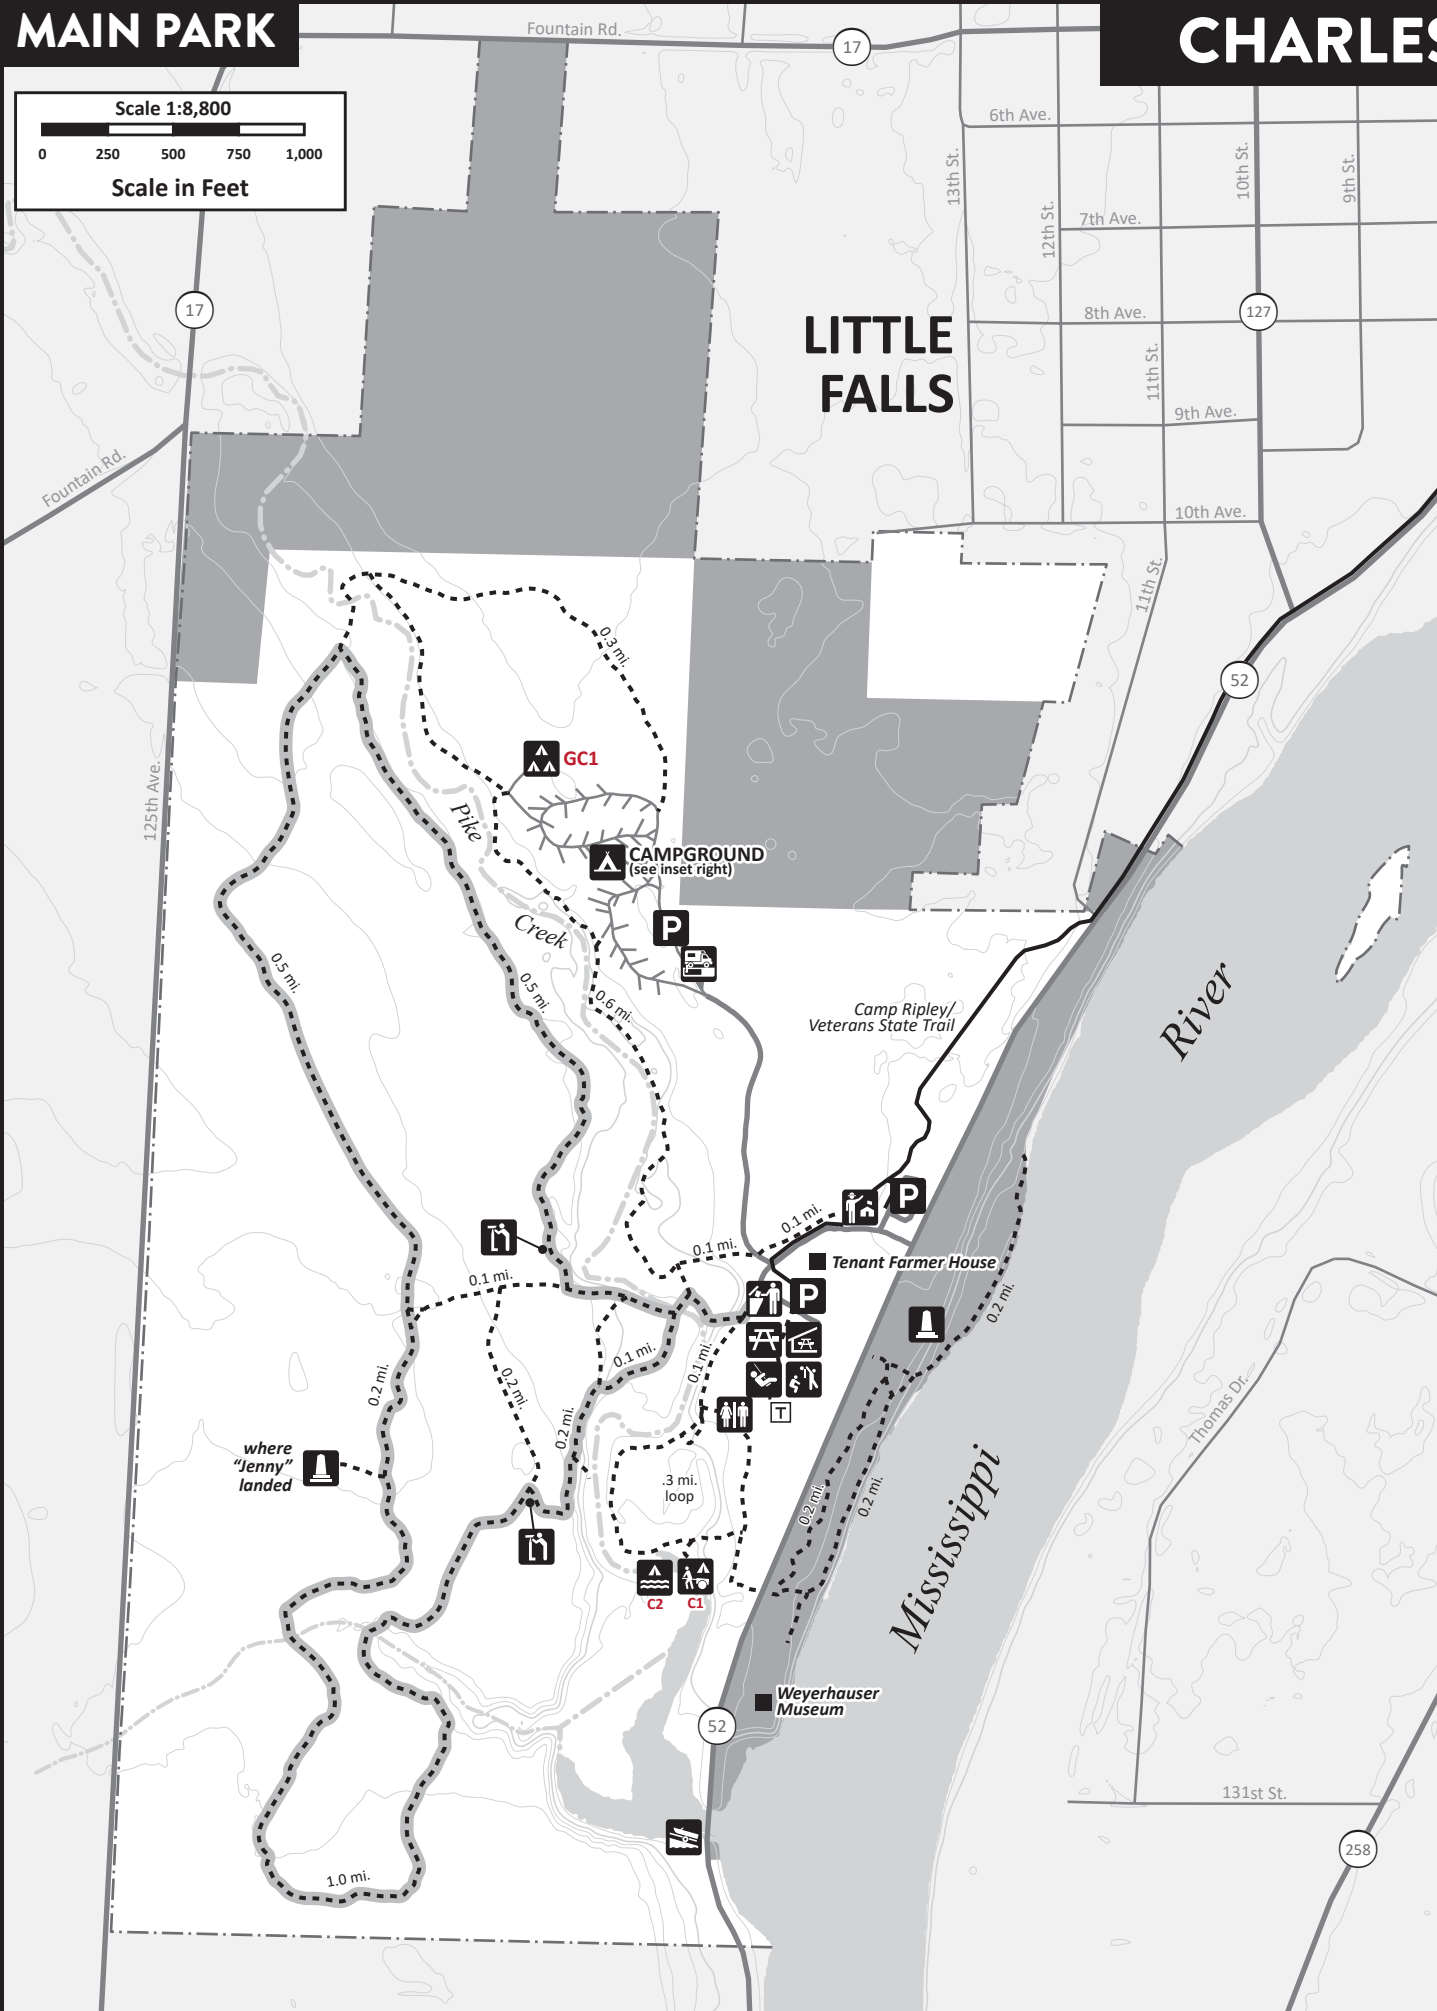 MAIN PARK
CHARLES
Fountain Rd.
17
Scale 1:8,800
0 250 500 750 1,000
Scale in Feet
6th Ave.
13th St.
12th St.
10th St.
9th St.
7th Ave.
17
LITTLE
FALLS
8th Ave.
127
11th St.
9th Ave.
Fountain Rd.
10th Ave.
11th St.
0.3 mi.
52
125th Ave.
GC1
Pike
CAMPGROUND
(see inset right)
Creek
P
0.5 mi.
0.5 mi.
0.6 mi.
Camp Ripley/
Veterans State Trail
River
P
0.1 mi.
0.1 mi.
Tenant Farmer House
0.1 mi.
P
0.2 mi.
0.1 mi.
0.1 mi.
0.2 mi.
0.2 mi.
T
0.2 mi.
Thomas Dr.
where
"Jenny"
landed
.3 mi.
loop
0.2 mi.
0.2 mi.
Mississippi
C2
C1
Weyerhauser
Museum
52
131st St.
258
1.0 mi.